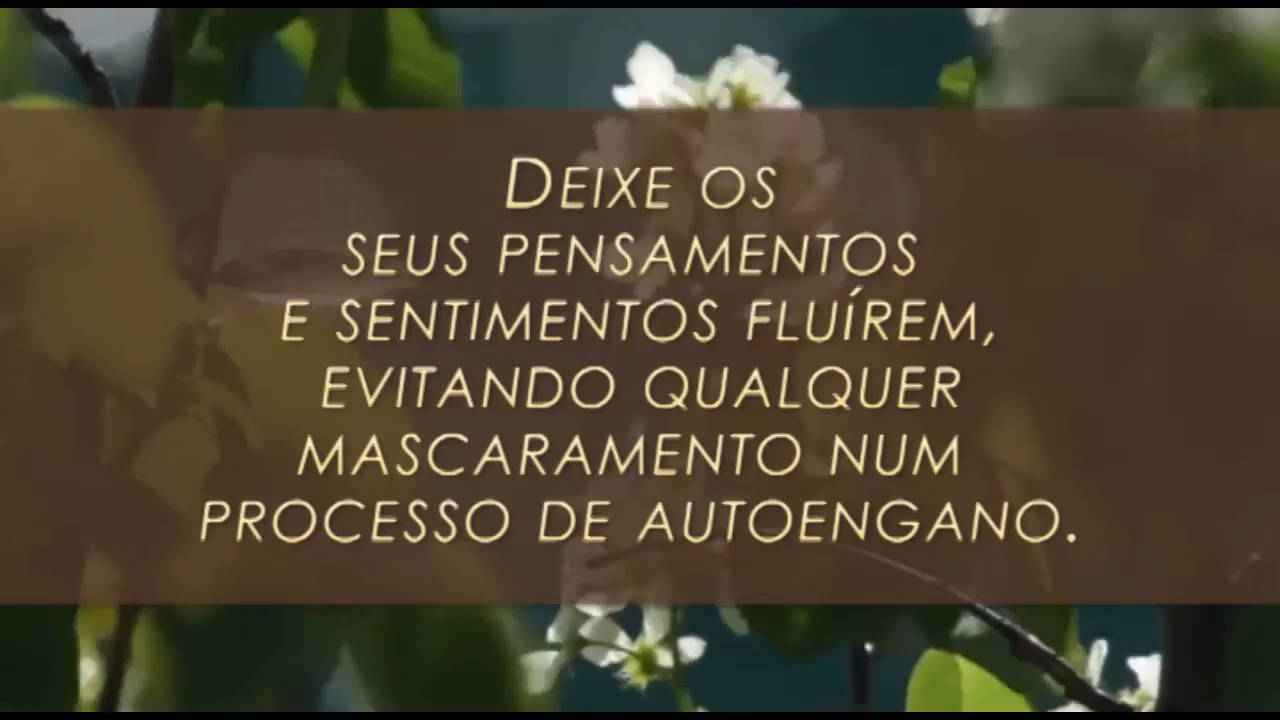 DEIXE OS
SEUS PENSAMENTOS
E SENTIMENTOS FLUÍREM,
EVITANDO QUALQUER
MASCARAMENTO NUM
PROCESSO DE AUTOENGANO.